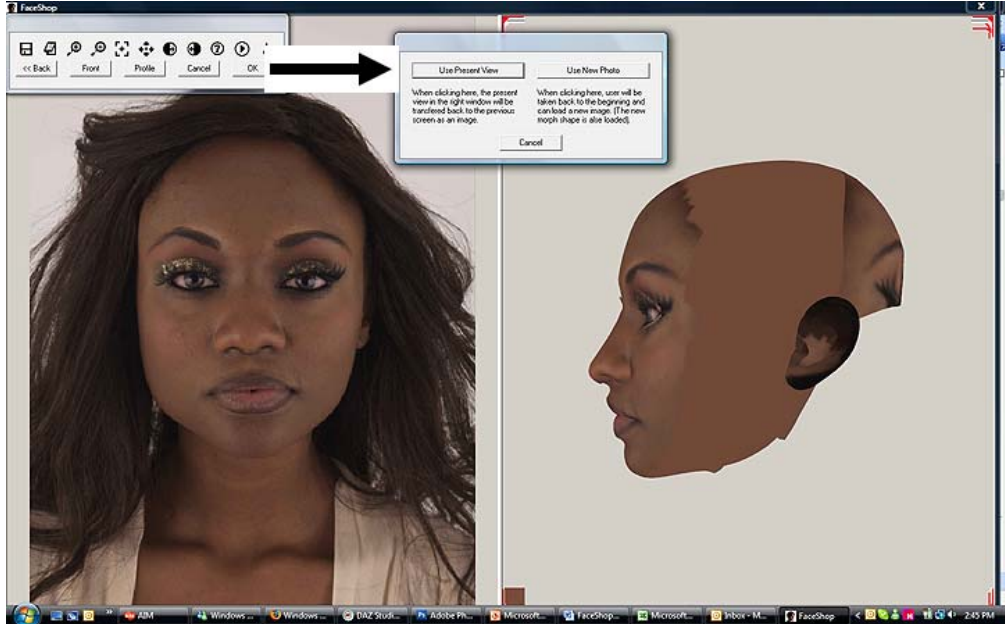 FaceShop
X
<< Back Front Profile Cancel OK
Use Present View
When clicking here, the present
view in the right window will be
transfered back to the previous
screen as an image.
Use New Photo
When clicking here, user will be
taken back to the beginning and
can load a new image. (The new
morph shape is also loaded).
Cancel
AIM Windows ... Windows ... DAZ Studi... Adobe Ph... Microsoft... FaceShop... Microsoft... Inbox - M... FaceShop 2:45 PM